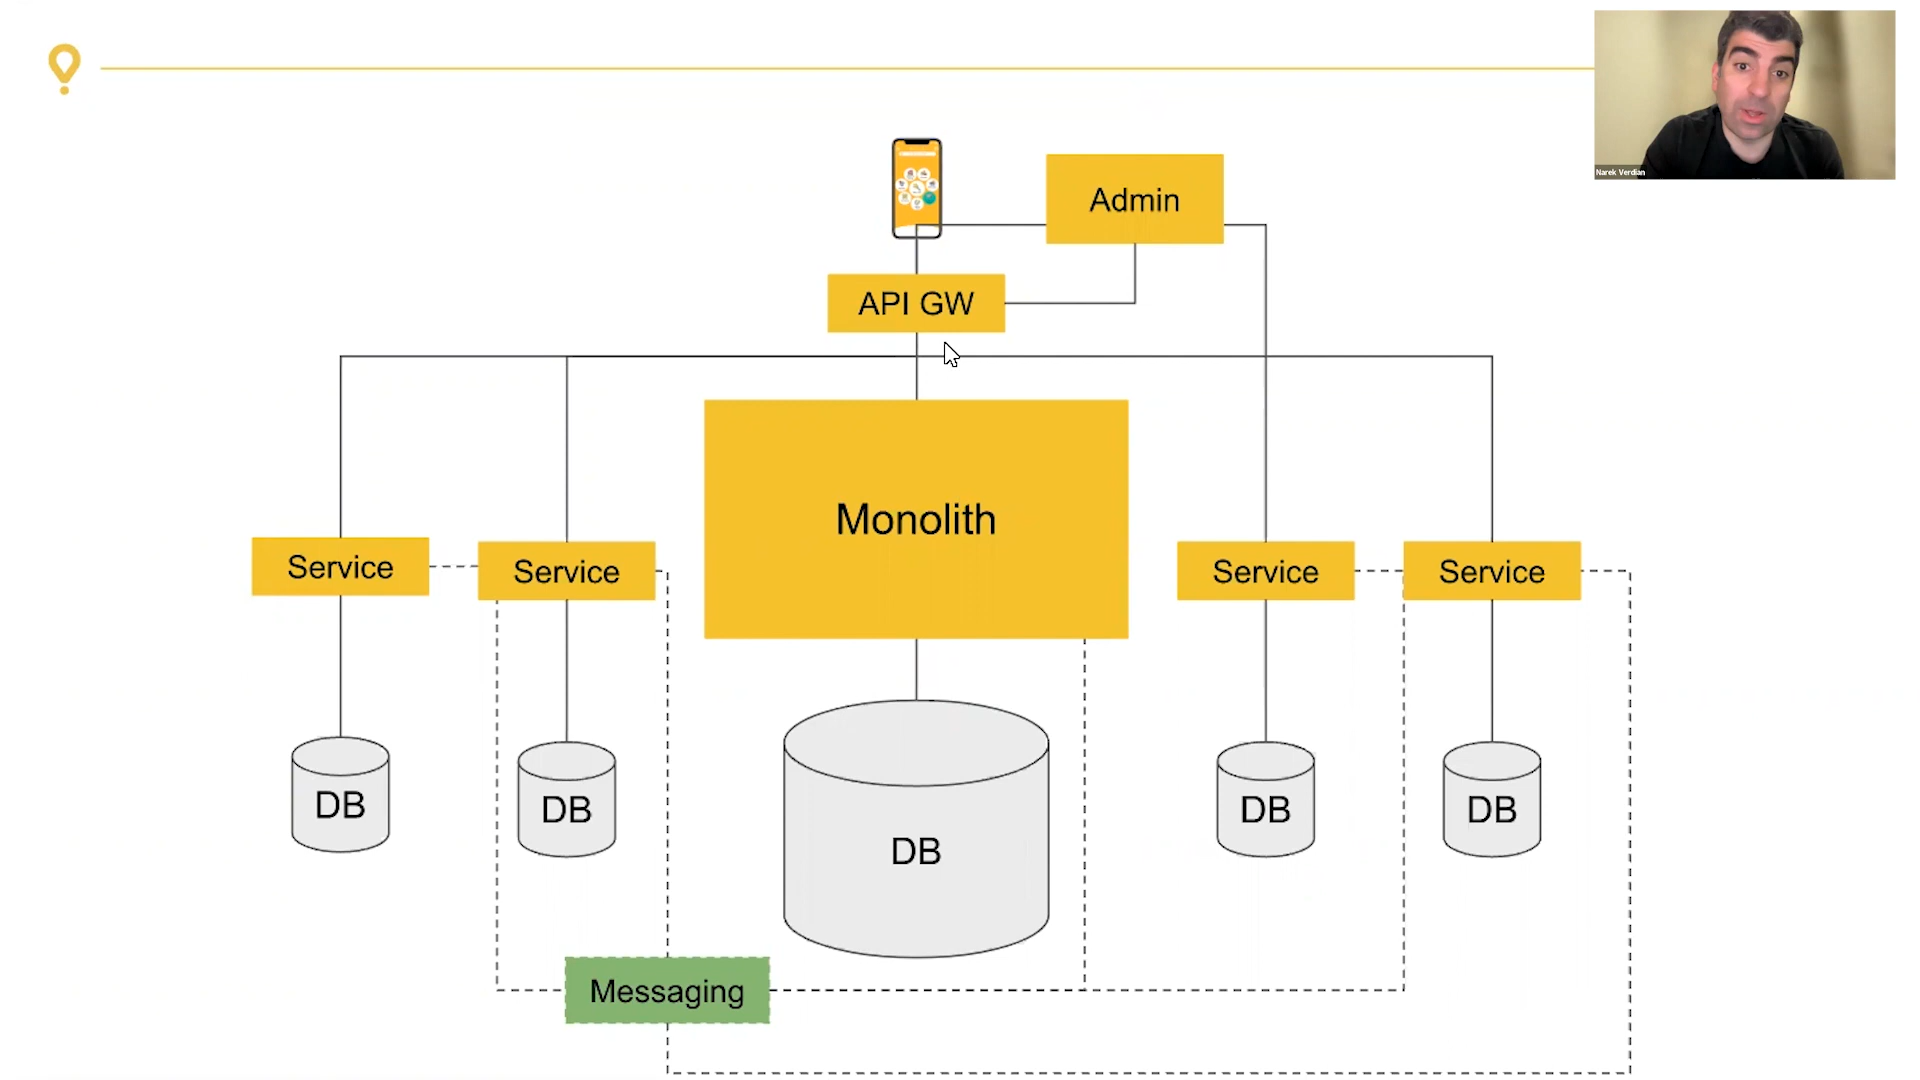 Narek Verdian
Admin
API GW
Monolith
Service
Service
Service
Service
DB
DB
DB
DB
DB
Messaging